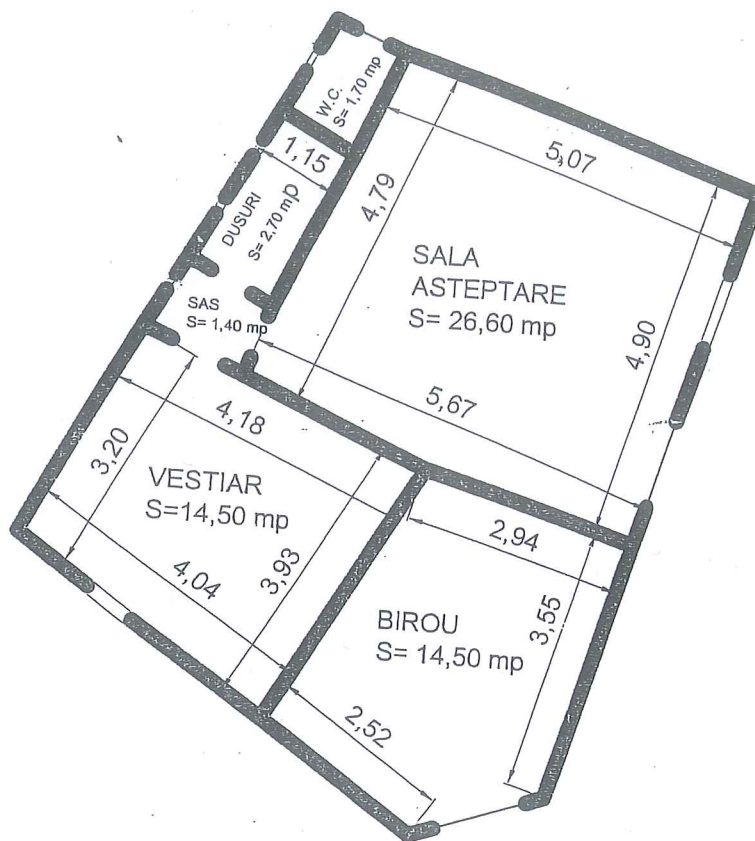 W.C.
S= 1,70 mp
5,07
1,15
4,79
DUSURI
S= 2,70 mp
SALA
ASTEPTARE
S= 26,60 mp
SAS
S= 1,40 mp
4,90
5,67
4,18
3,20
VESTIAR
S=14,50 mp
2,94
4,04
3,93
3,55
BIROU
S= 14,50 mp
2,52